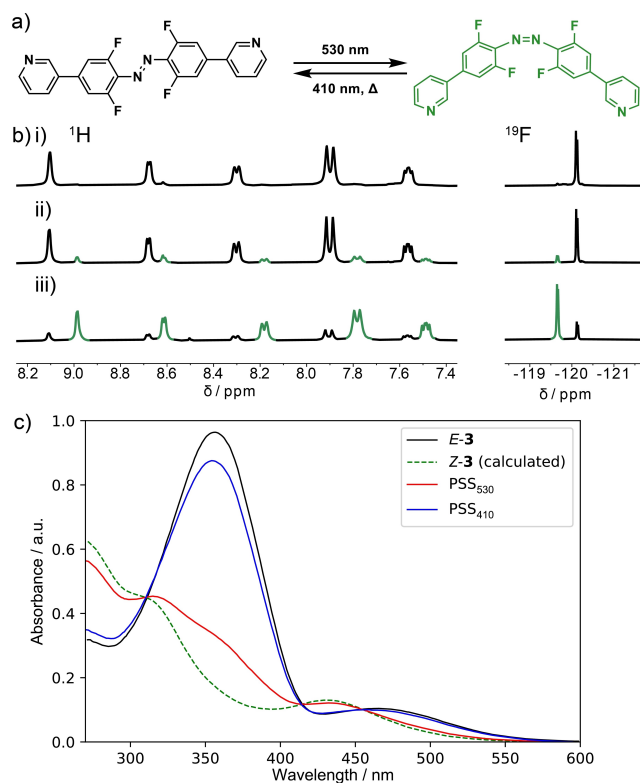 a)
N
F
F
N=N
F
F
N
530 nm
410 nm, Δ
N=N
F
F
F
F
N
N
b) i) ¹H
¹⁹F
ii)
iii)
8.2 9.0 8.8 8.6 8.4 8.2 8.0 7.8 7.6 7.4
δ / ppm
-119 -120 -121
δ / ppm
c)
1.0
0.8
0.6
0.4
0.2
0.0
Absorbance / a.u.
E-3
Z-3 (calculated)
PSS₅₃₀
PSS₄₁₀
300 350 400 450 500 550 600
Wavelength / nm